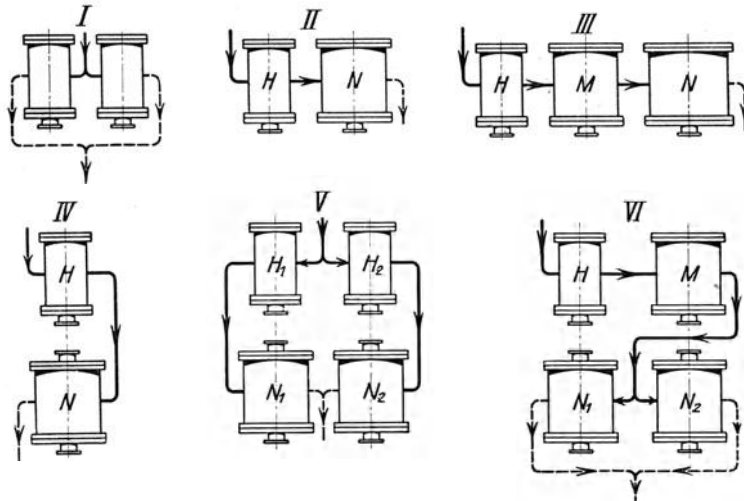 I
II
H N
III
H M N
IV
H
N
V
H₁ H₂
N₁ N₂
VI
H M
N₁ N₂